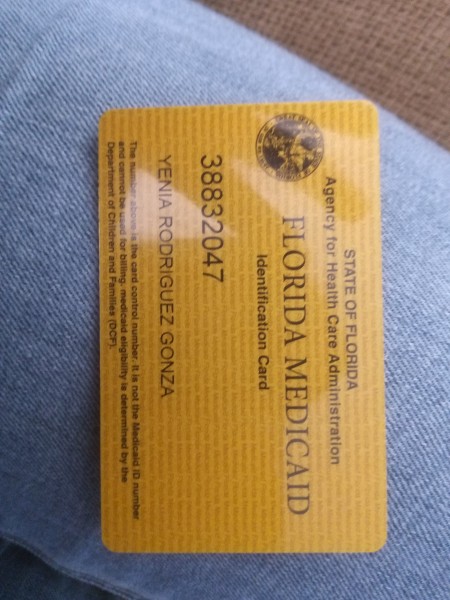 STATE OF FLORIDA
Agency for Health Care Administration
FLORIDA MEDICAID
Identification Card
38832047
YENIA RODRIGUEZ GONZA
The number above is the card control number. It is not the Medicaid ID number
and cannot be used for billing, medicaid eligibility is determined by the
Department of Children and Families (DCF).